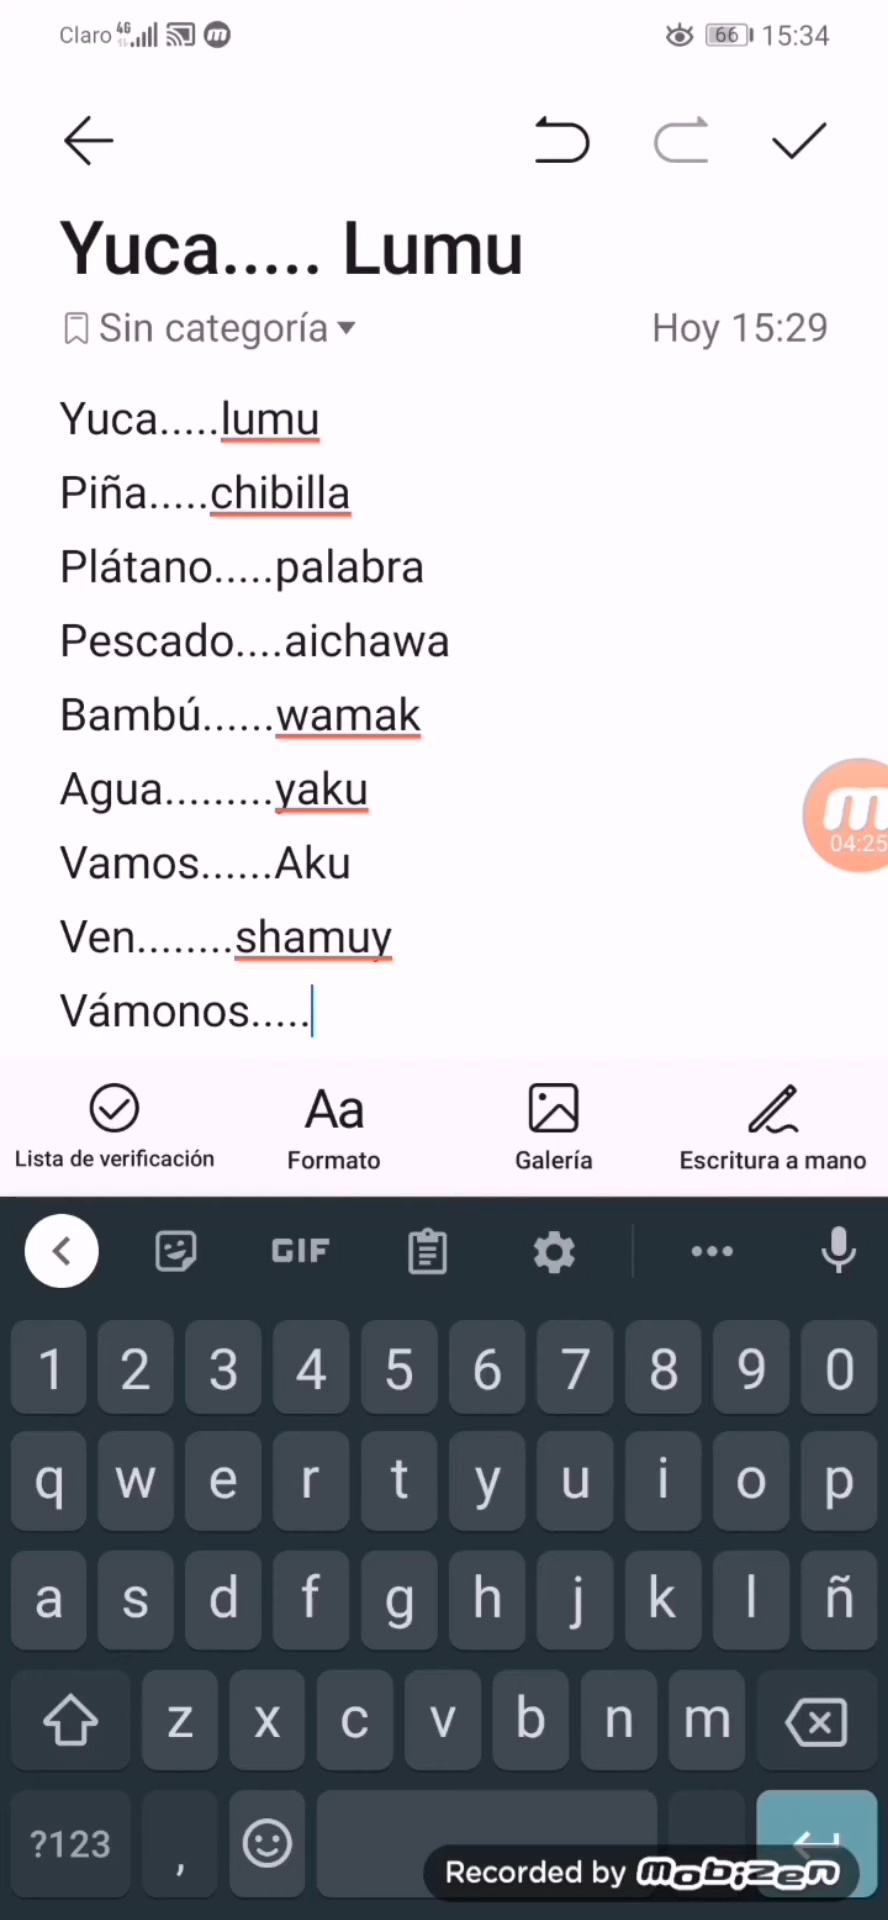 Claro 4G 66 15:34
Yuca..... Lumu
Sin categoría Hoy 15:29
Yuca.....lumu
Piña.....chibilla
Plátano.....palabra
Pescado....aichawa
Bambú......wamak
Agua.........yaku
Vamos......Aku
Ven........shamuy
Vámonos.....
m 04:25
Lista de verificación Aa Formato Galería Escritura a mano
GIF
1 2 3 4 5 6 7 8 9 0
q w e r t y u i o p
a s d f g h j k l ñ
z x c v b n m
?123 ,
Recorded by mobizen